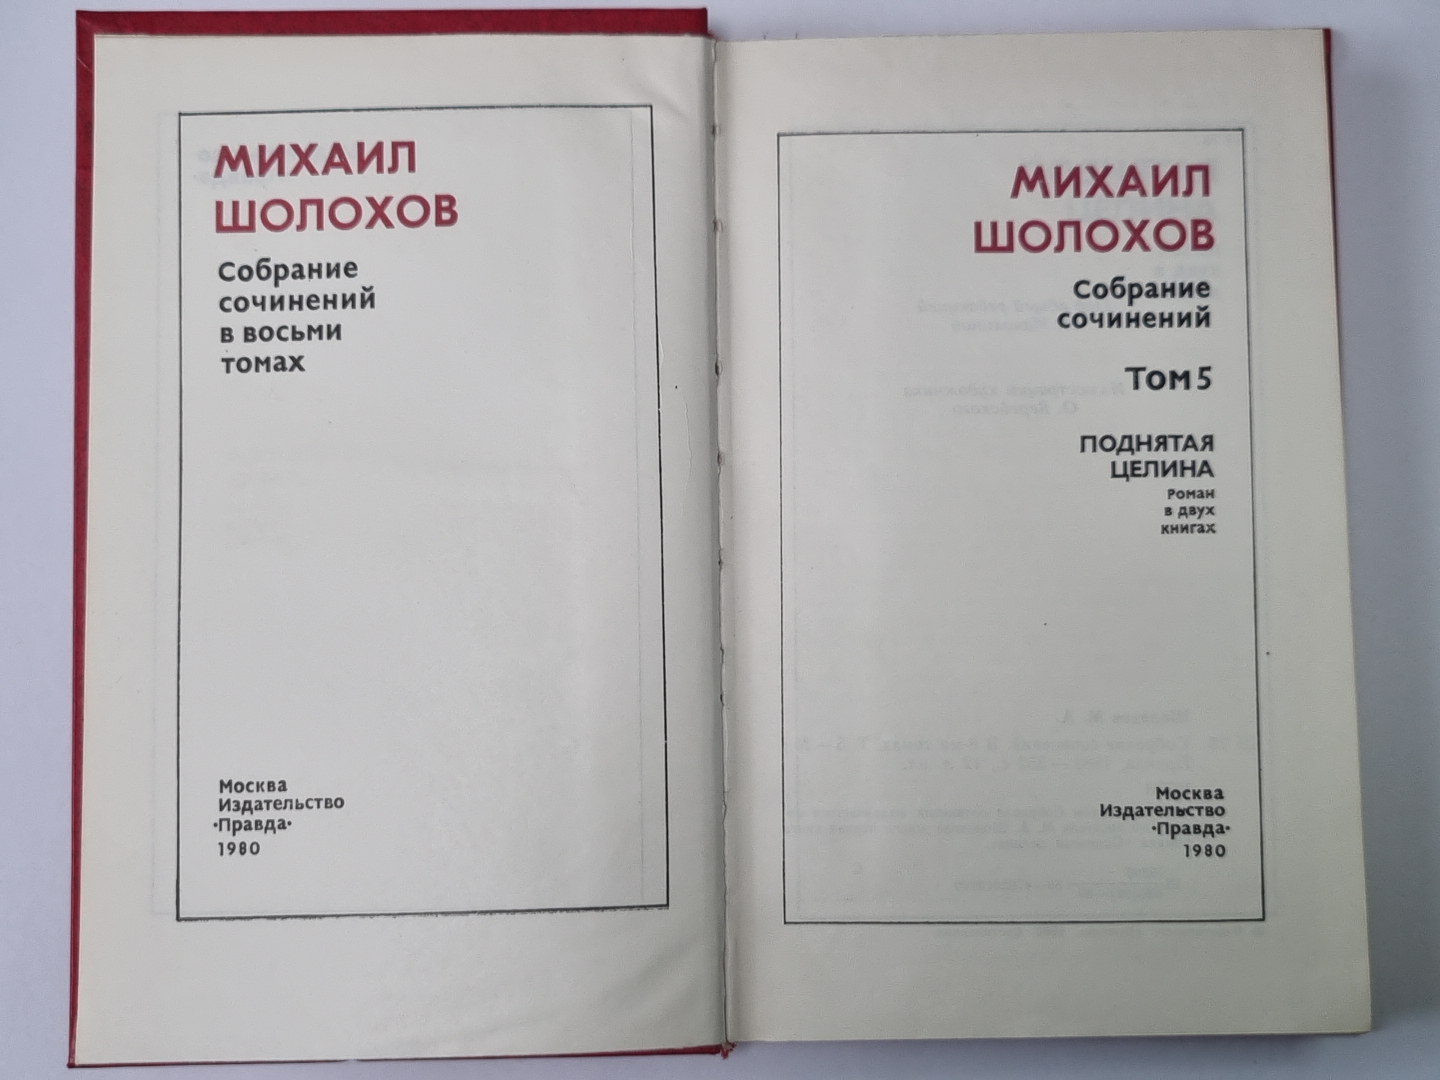 МИХАИЛ
ШОЛОХОВ
Собрание
сочинений
в восьми
томах
Москва
Издательство
·Правда·
1980
МИХАИЛ
ШОЛОХОВ
Собрание
сочинений
Том 5
ПОДНЯТАЯ
ЦЕЛИНА
Роман
в двух
книгах
Москва
Издательство
·Правда·
1980